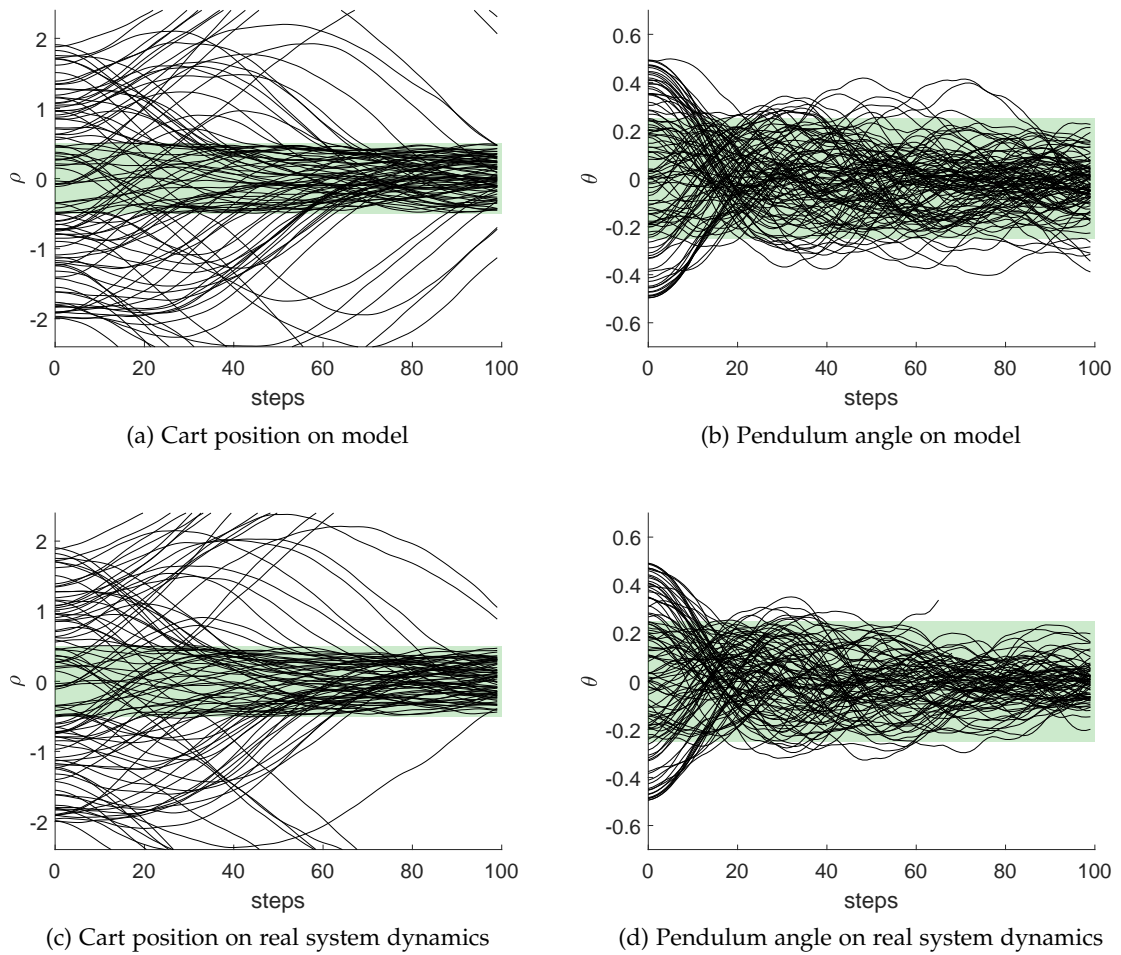 2
1
0
-1
-2
ρ
0 20 40 60 80 100
steps
(a) Cart position on model
0.6
0.4
0.2
0
-0.2
-0.4
-0.6
θ
0 20 40 60 80 100
steps
(b) Pendulum angle on model
2
1
0
-1
-2
ρ
0 20 40 60 80 100
steps
(c) Cart position on real system dynamics
0.6
0.4
0.2
0
-0.2
-0.4
-0.6
θ
0 20 40 60 80 100
steps
(d) Pendulum angle on real system dynamics